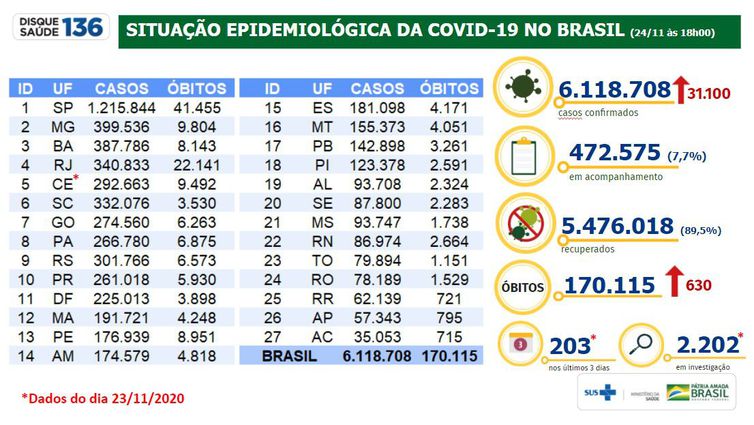 DISQUE
SAÚDE 136
SITUAÇÃO EPIDEMIOLÓGICA DA COVID-19 NO BRASIL (24/11 às 18h00)
ID UF CASOS ÓBITOS
1 SP 1.215.844 41.455
2 MG 399.536 9.804
3 BA 387.786 8.143
4 RJ 340.833 22.141
5 CE* 292.663 9.492
6 SC 332.076 3.530
7 GO 274.560 6.263
8 PA 266.780 6.875
9 RS 301.766 6.573
10 PR 261.018 5.930
11 DF 225.013 3.898
12 MA 191.721 4.248
13 PE 176.939 8.951
14 AM 174.579 4.818
ID UF CASOS ÓBITOS
15 ES 181.098 4.171
16 MT 155.373 4.051
17 PB 142.898 3.261
18 PI 123.378 2.591
19 AL 93.708 2.324
20 SE 87.800 2.283
21 MS 93.747 1.738
22 RN 86.974 2.664
23 TO 79.894 1.151
24 RO 78.189 1.529
25 RR 62.139 721
26 AP 57.343 795
27 AC 35.053 715
BRASIL 6.118.708 170.115
6.118.708 31.100
casos confirmados
472.575 (7,7%)
em acompanhamento
5.476.018 (89,5%)
recuperados
ÓBITOS 170.115 630
3 203*
nos últimos 3 dias
2.202*
em investigação
*Dados do dia 23/11/2020
SUS
MINISTÉRIO DA
SAÚDE
PÁTRIA AMADA
BRASIL
GOVERNO FEDERAL